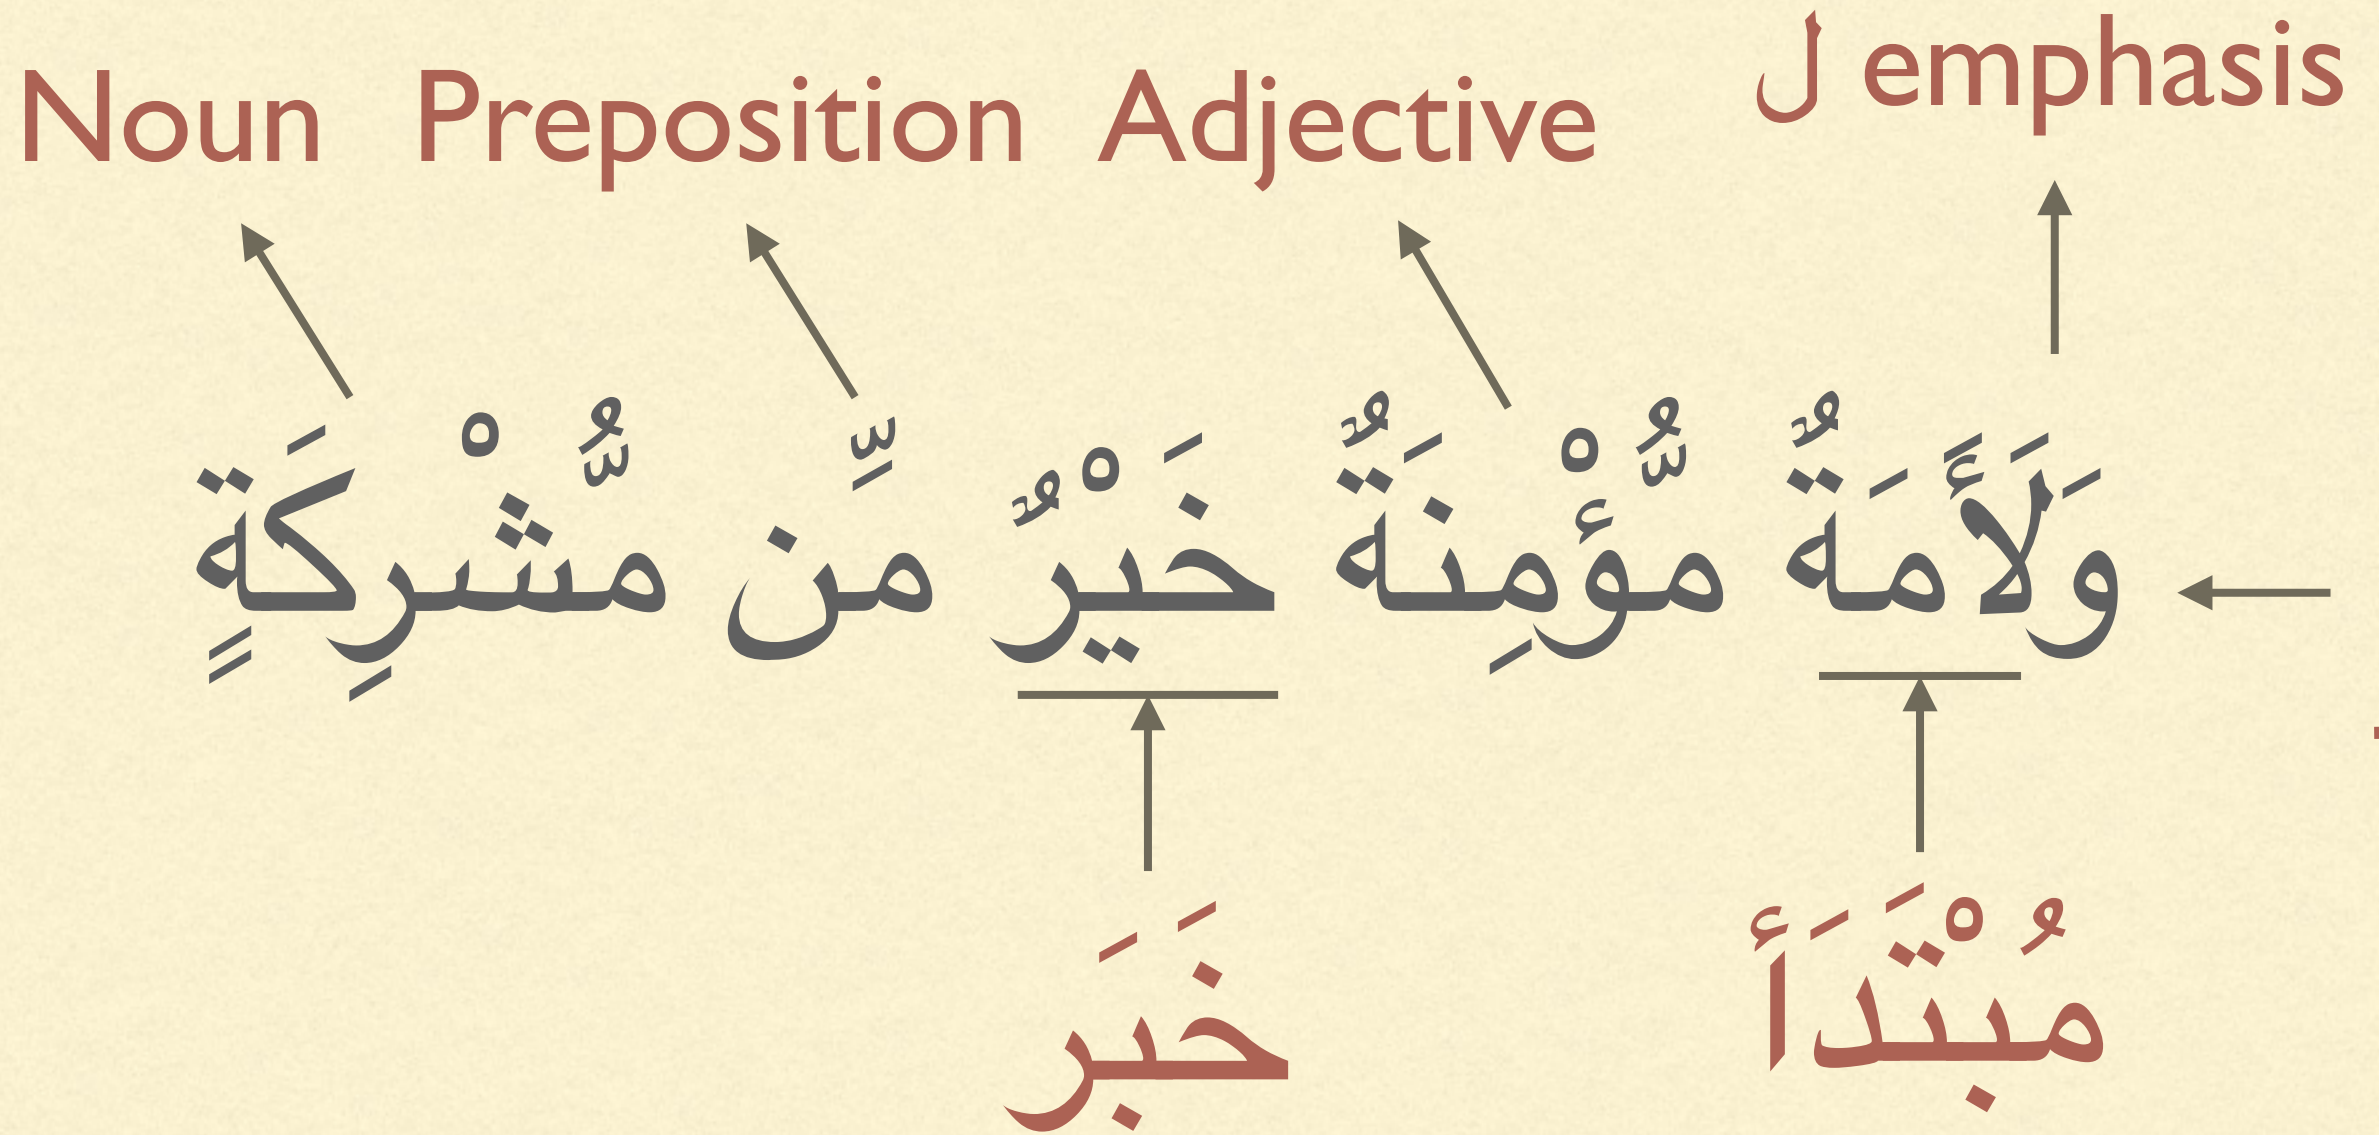 ل emphasis
Noun Preposition Adjective
وَلَأَمَةٌ مُّؤْمِنَةٌ خَيْرٌ مِّن مُّشْرِكَةٍ
خَبَر مُبْتَدَأ